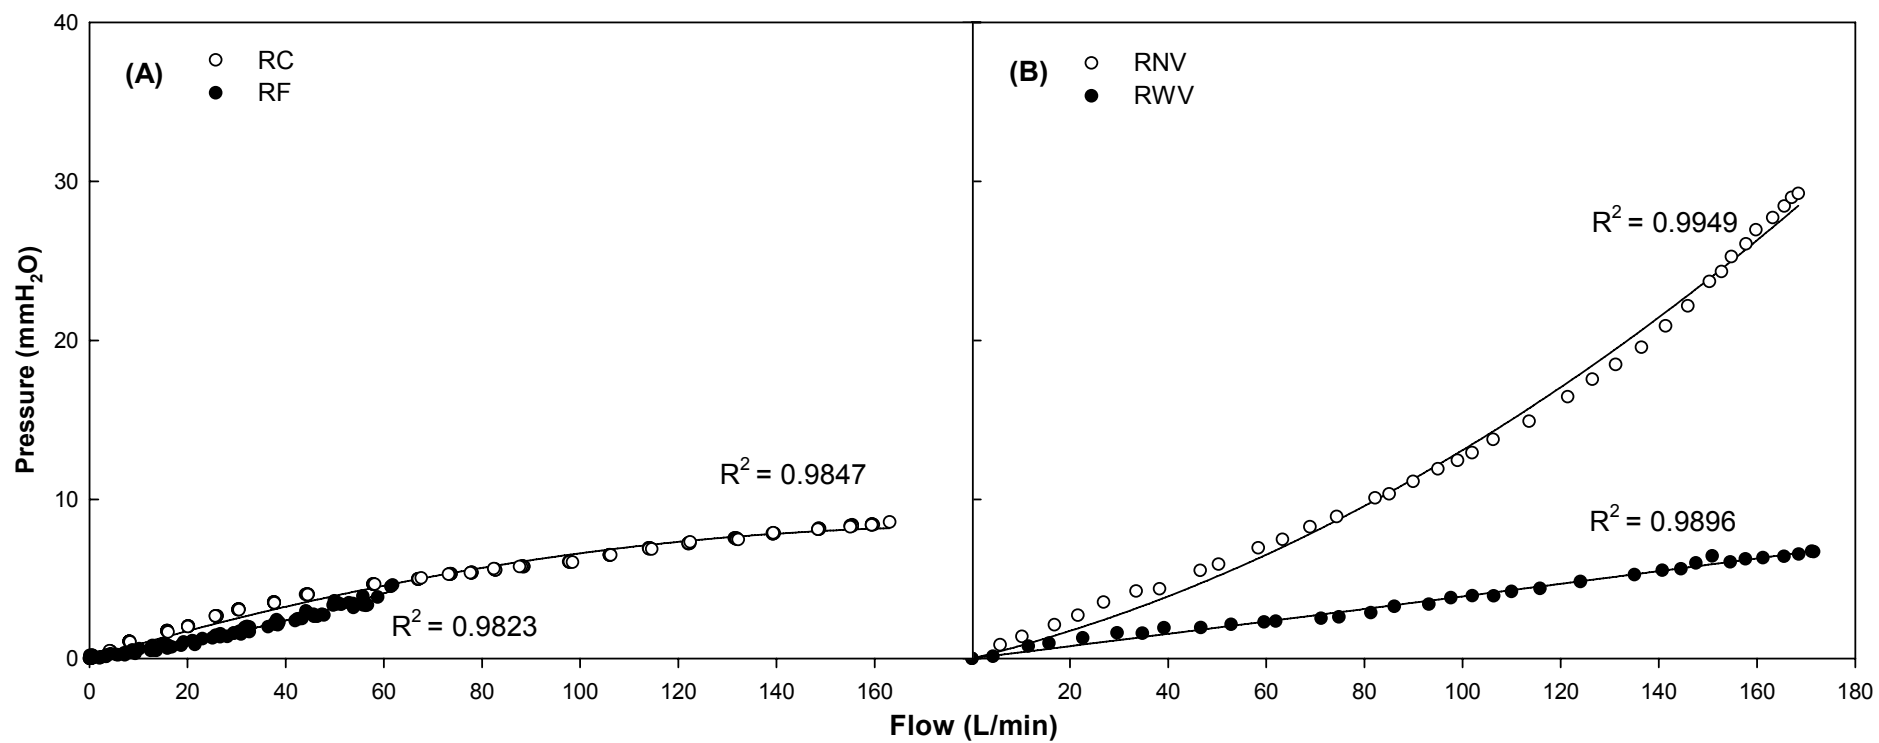 40
30
20
10
0
Pressure (mmH₂O)
(A)
RC
RF
R² = 0.9847
R² = 0.9823
0 20 40 60 80 100 120 140 160
(B)
RNV
RWV
R² = 0.9949
R² = 0.9896
20 40 60 80 100 120 140 160 180
Flow (L/min)